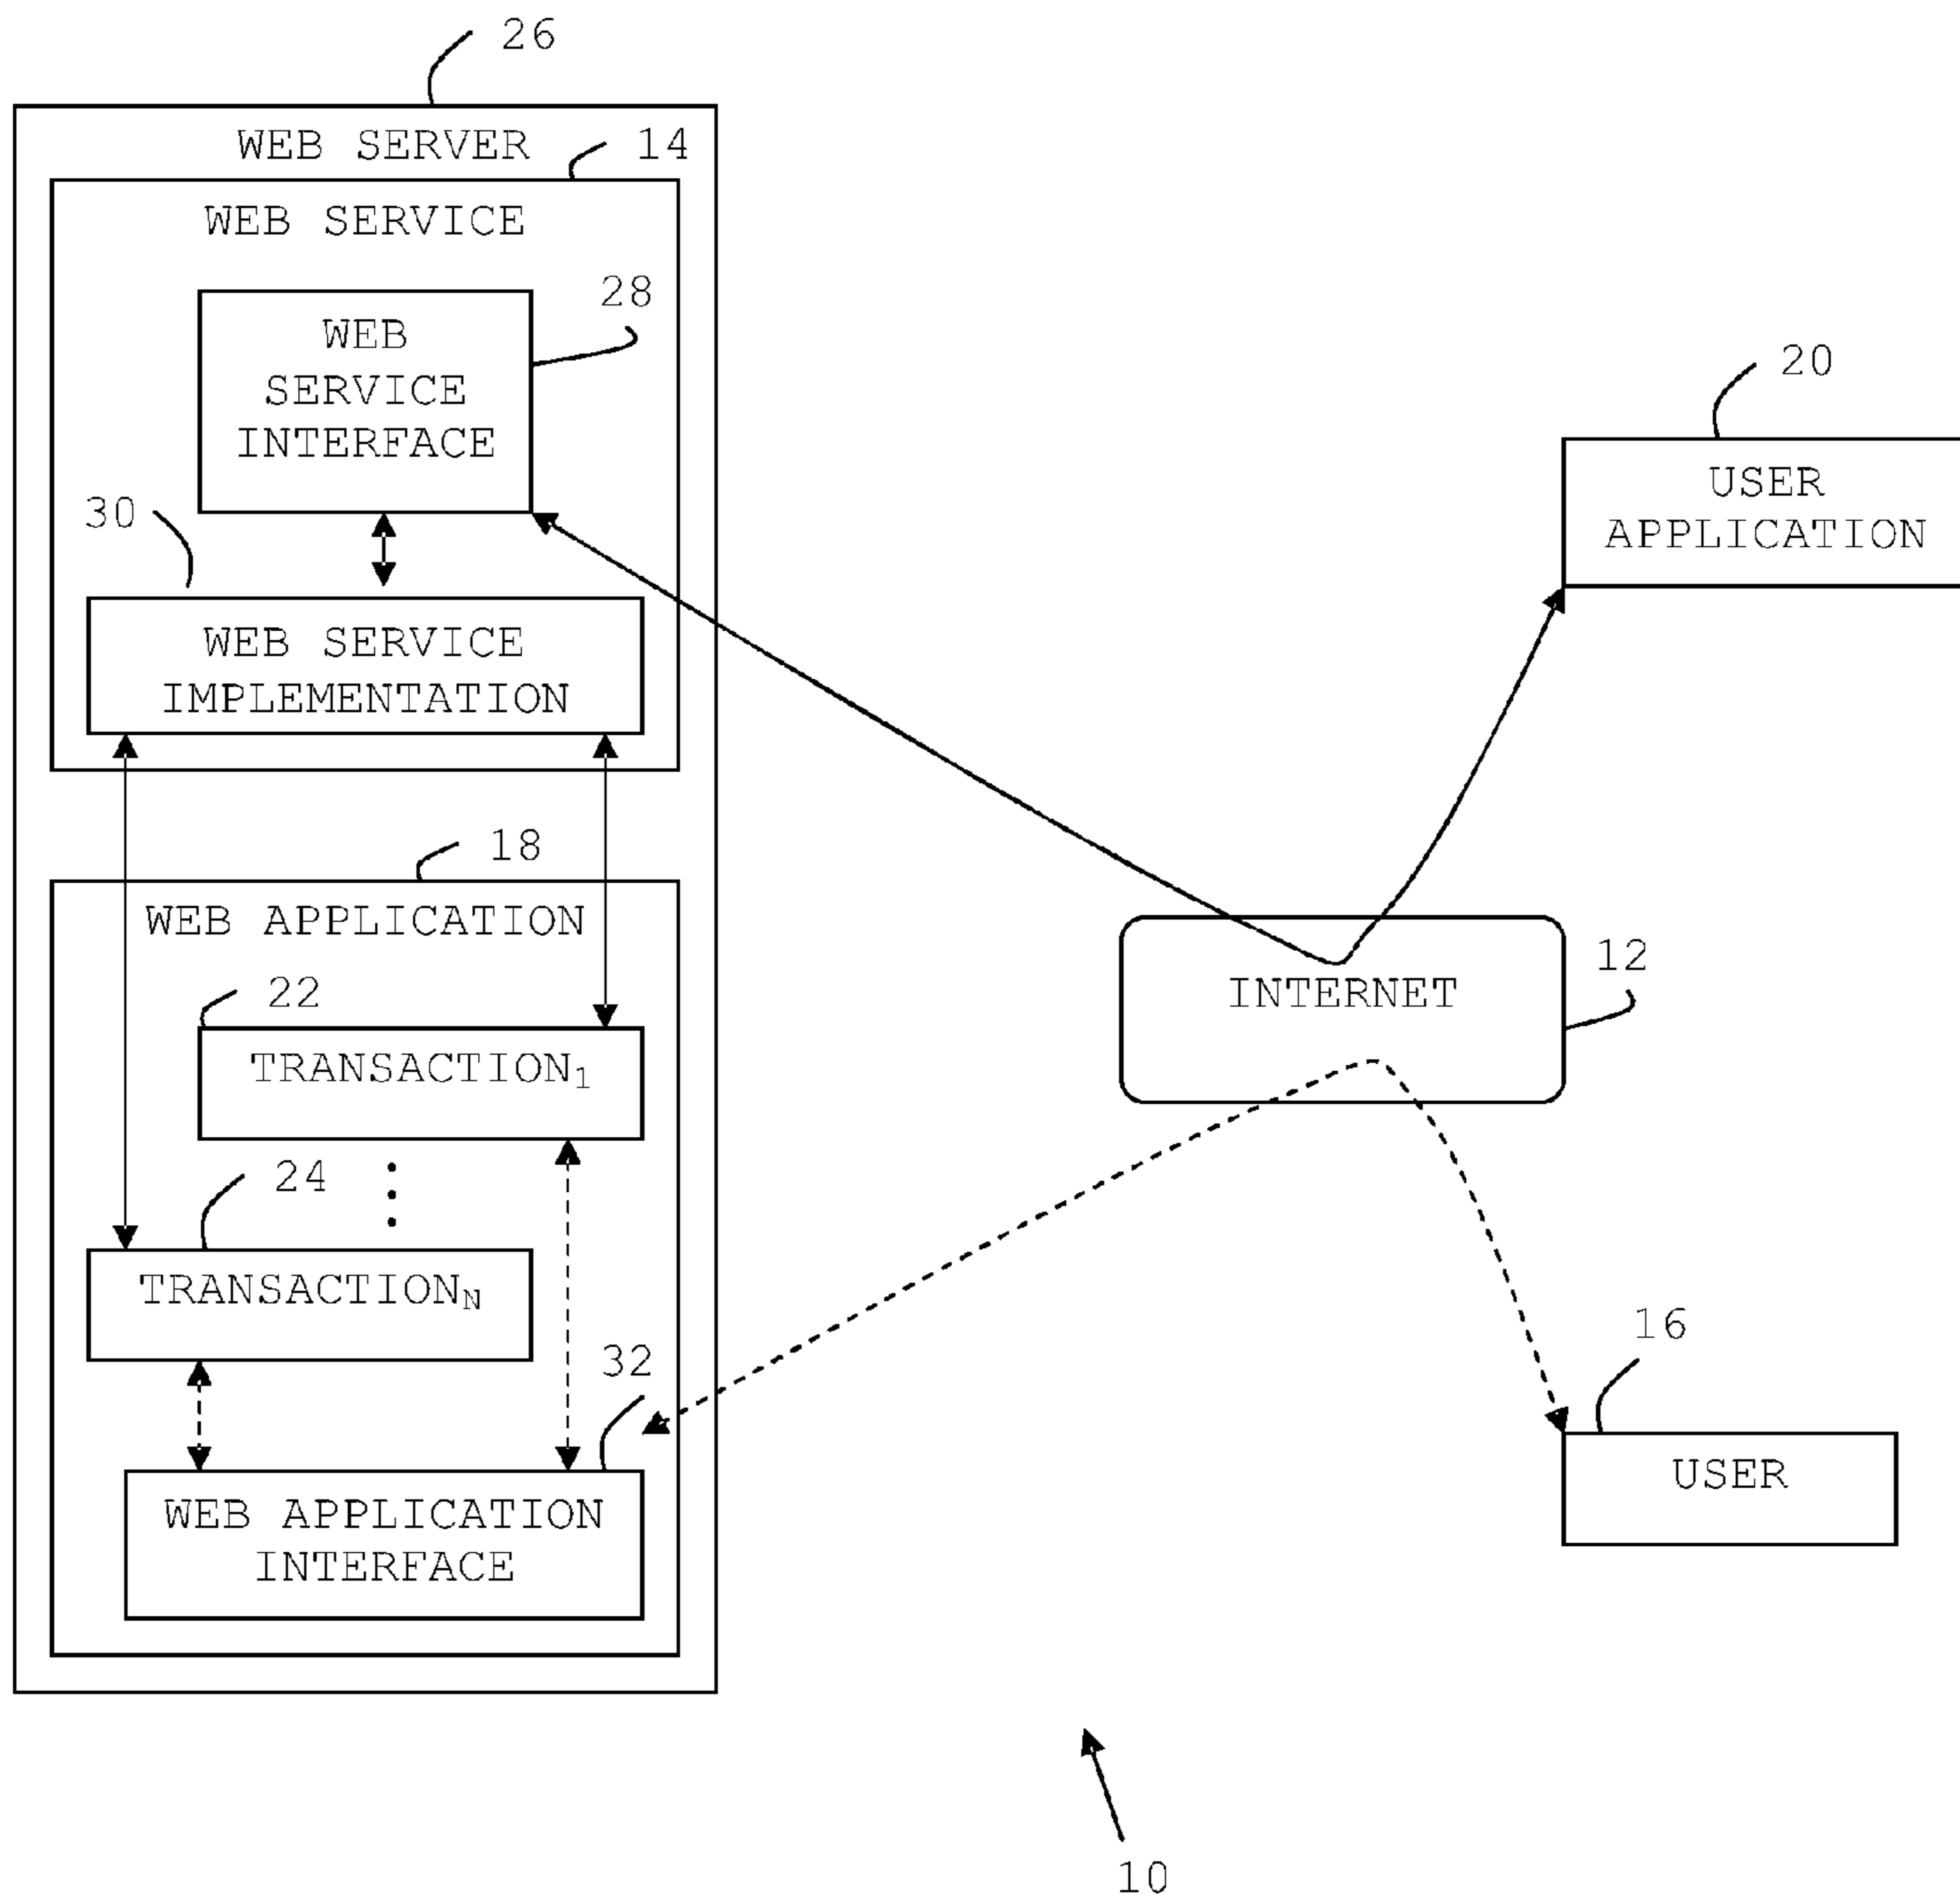 26
WEB SERVER
14
WEB SERVICE
28
WEB
SERVICE
INTERFACE
30
WEB SERVICE
IMPLEMENTATION
18
WEB APPLICATION
22
TRANSACTION₁
24
TRANSACTIONN
32
WEB APPLICATION
INTERFACE
20
USER
APPLICATION
INTERNET
12
16
USER
10